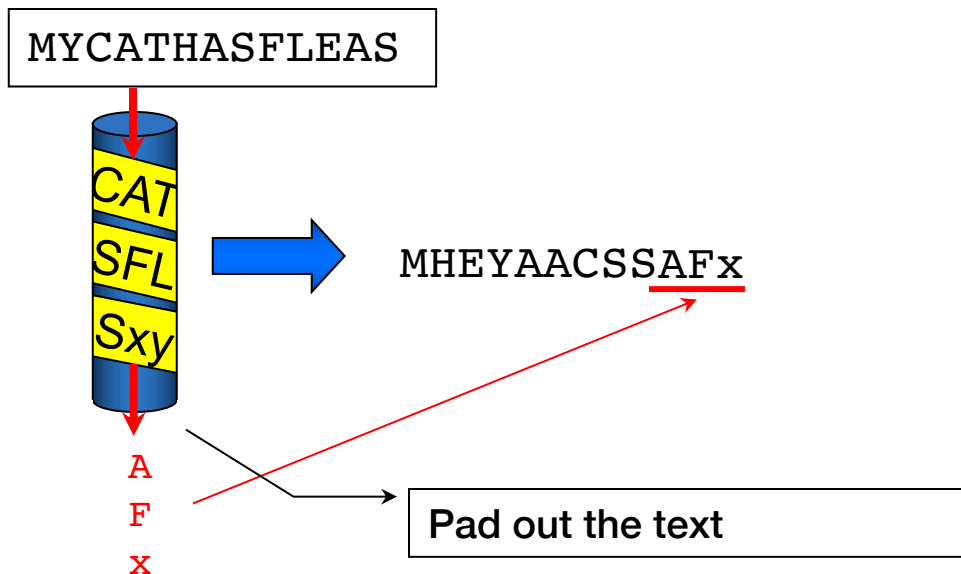 MYCATHASFLEAS
CAT
SFL
Sxy
MHEYAACSSAFx
A
F
x
Pad out the text